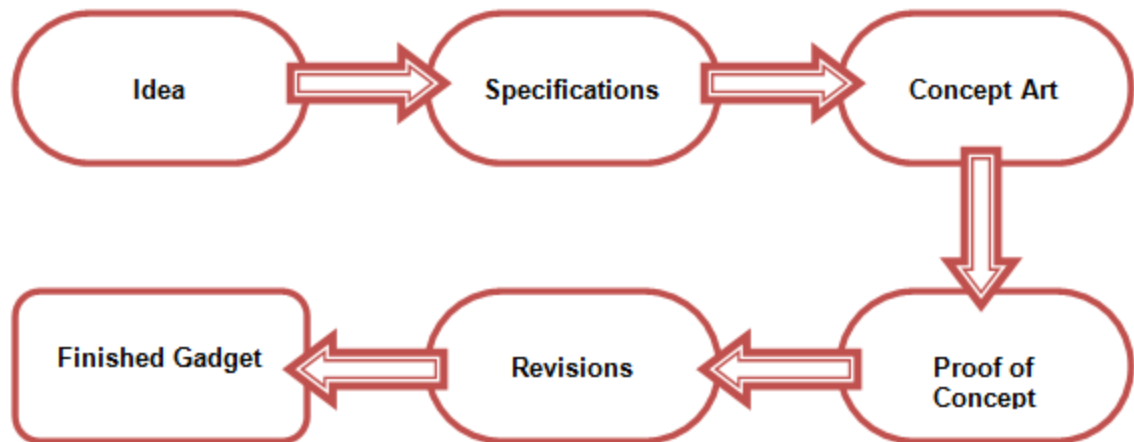 Idea
Specifications
Concept Art
Finished Gadget
Revisions
Proof of
Concept